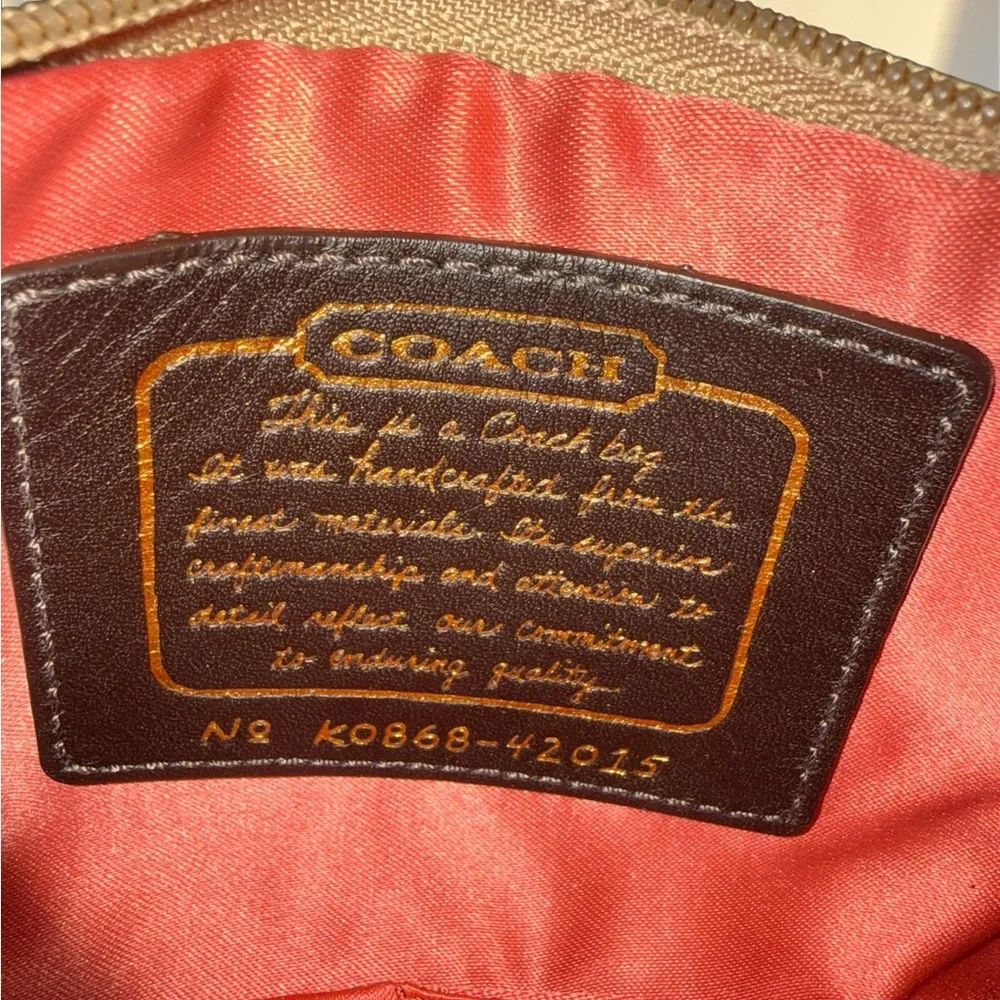 COACH
This is a Coach bag
It was handcrafted from the
finest materials. Its superior
craftsmanship and attention to
detail reflect our commitment
to enduring quality.
No K0868-42015